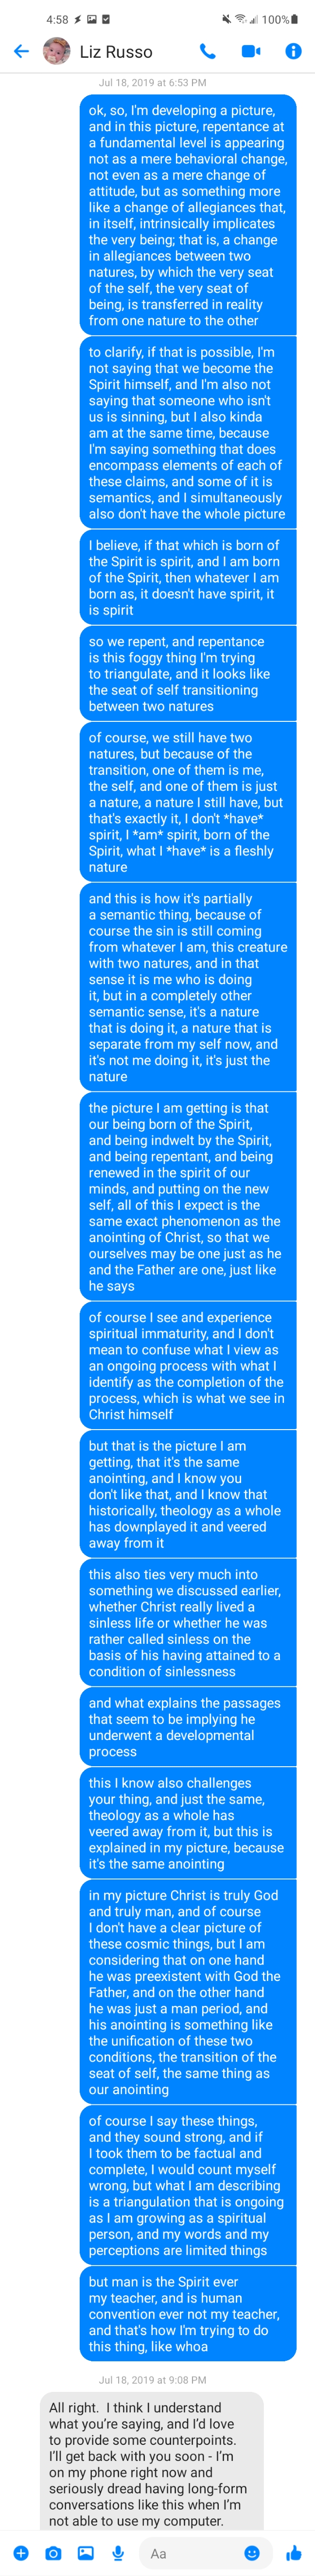 4:58
100%
Liz Russo
Jul 18, 2019 at 6:53 PM
ok, so, I'm developing a picture,
and in this picture, repentance at
a fundamental level is appearing
not as a mere behavioral change,
not even as a mere change of
attitude, but as something more
like a change of allegiances that,
in itself, intrinsically implicates
the very being; that is, a change
in allegiances between two
natures, by which the very seat
of the self, the very seat of
being, is transferred in reality
from one nature to the other
to clarify, if that is possible, I'm
not saying that we become the
Spirit himself, and I'm also not
saying that someone who isn't
us is sinning, but I also kinda
am at the same time, because
I'm saying something that does
encompass elements of each of
these claims, and some of it is
semantics, and I simultaneously
also don't have the whole picture
I believe, if that which is born of
the Spirit is spirit, and I am born
of the Spirit, then whatever I am
born as, it doesn't have spirit, it
is spirit
so we repent, and repentance
is this foggy thing I'm trying
to triangulate, and it looks like
the seat of self transitioning
between two natures
of course, we still have two
natures, but because of the
transition, one of them is me,
the self, and one of them is just
a nature, a nature I still have, but
that's exactly it, I don't *have*
spirit, I *am* spirit, born of the
Spirit, what I *have* is a fleshly
nature
and this is how it's partially
a semantic thing, because of
course the sin is still coming
from whatever I am, this creature
with two natures, and in that
sense it is me who is doing
it, but in a completely other
semantic sense, it's a nature
that is doing it, a nature that is
separate from my self now, and
it's not me doing it, it's just the
nature
the picture I am getting is that
our being born of the Spirit,
and being indwelt by the Spirit,
and being repentant, and being
renewed in the spirit of our
minds, and putting on the new
self, all of this I expect is the
same exact phenomenon as the
anointing of Christ, so that we
ourselves may be one just as he
and the Father are one, just like
he says
of course I see and experience
spiritual immaturity, and I don't
mean to confuse what I view as
an ongoing process with what I
identify as the completion of the
process, which is what we see in
Christ himself
but that is the picture I am
getting, that it's the same
anointing, and I know you
don't like that, and I know that
historically, theology as a whole
has downplayed it and veered
away from it
this also ties very much into
something we discussed earlier,
whether Christ really lived a
sinless life or whether he was
rather called sinless on the
basis of his having attained to a
condition of sinlessness
and what explains the passages
that seem to be implying he
underwent a developmental
process
this I know also challenges
your thing, and just the same,
theology as a whole has
veered away from it, but this is
explained in my picture, because
it's the same anointing
in my picture Christ is truly God
and truly man, and of course
I don't have a clear picture of
these cosmic things, but I am
considering that on one hand
he was preexistent with God the
Father, and on the other hand
he was just a man period, and
his anointing is something like
the unification of these two
conditions, the transition of the
seat of self, the same thing as
our anointing
of course I say these things,
and they sound strong, and if
I took them to be factual and
complete, I would count myself
wrong, but what I am describing
is a triangulation that is ongoing
as I am growing as a spiritual
person, and my words and my
perceptions are limited things
but man is the Spirit ever
my teacher, and is human
convention ever not my teacher,
and that's how I'm trying to do
this thing, like whoa
Jul 18, 2019 at 9:08 PM
All right. I think I understand
what you're saying, and I'd love
to provide some counterpoints.
I'll get back with you soon - I'm
on my phone right now and
seriously dread having long-form
conversations like this when I'm
not able to use my computer.
Aa